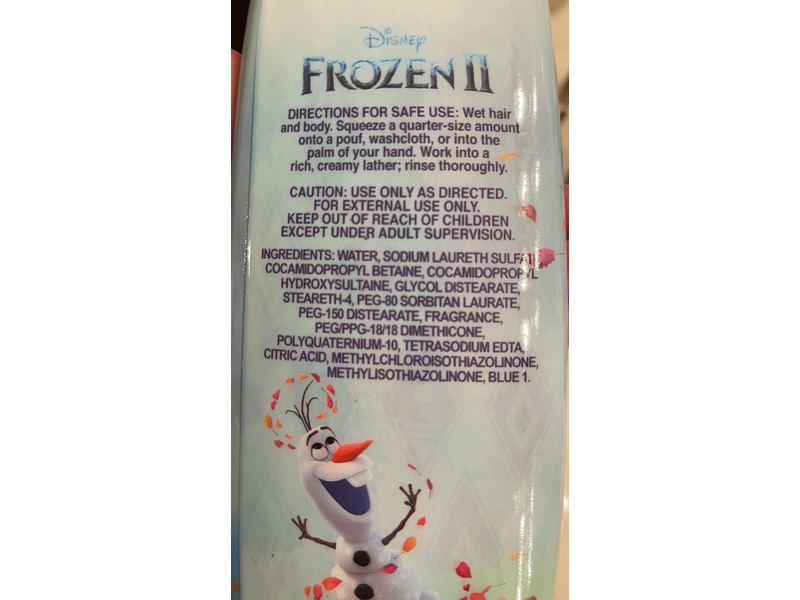 Disney
FROZEN II
DIRECTIONS FOR SAFE USE: Wet hair
and body. Squeeze a quarter-size amount
onto a pouf, washcloth, or into the
palm of your hand. Work into a
rich, creamy lather; rinse thoroughly.
CAUTION: USE ONLY AS DIRECTED.
FOR EXTERNAL USE ONLY.
KEEP OUT OF REACH OF CHILDREN
EXCEPT UNDER ADULT SUPERVISION.
INGREDIENTS: WATER, SODIUM LAURETH SULFATE,
COCAMIDOPROPYL BETAINE, COCAMIDOPROPYL
HYDROXYSULTAINE, GLYCOL DISTEARATE,
STEARETH-4, PEG-80 SORBITAN LAURATE,
PEG-150 DISTEARATE, FRAGRANCE,
PEG/PPG-18/18 DIMETHICONE,
POLYQUATERNIUM-10, TETRASODIUM EDTA,
CITRIC ACID, METHYLCHLOROISOTHIAZOLINONE,
METHYLISOTHIAZOLINONE, BLUE 1.